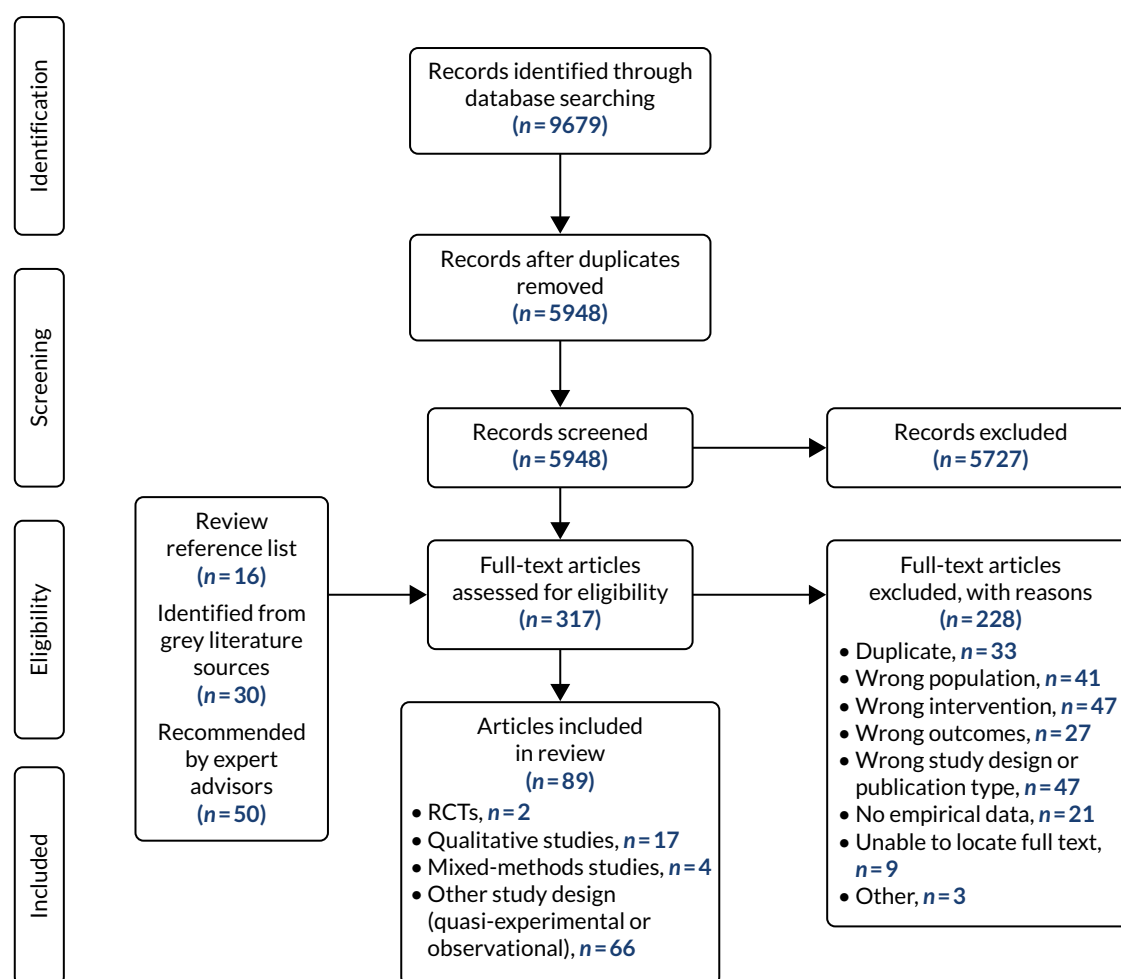 Identification
Records identified through
database searching
(n=9679)
Records after duplicates
removed
(n=5948)
Screening
Records screened
(n=5948)
Records excluded
(n=5727)
Eligibility
Review
reference list
(n=16)
Identified from
grey literature
sources
(n=30)
Recommended
by expert
advisors
(n=50)
Full-text articles
assessed for eligibility
(n=317)
Full-text articles
excluded, with reasons
(n=228)
• Duplicate, n=33
• Wrong population, n=41
• Wrong intervention, n=47
• Wrong outcomes, n=27
• Wrong study design or
publication type, n=47
• No empirical data, n=21
• Unable to locate full text,
n=9
• Other, n=3
Included
Articles included
in review
(n=89)
• RCTs, n=2
• Qualitative studies, n=17
• Mixed-methods studies, n=4
• Other study design
(quasi-experimental or
observational), n=66